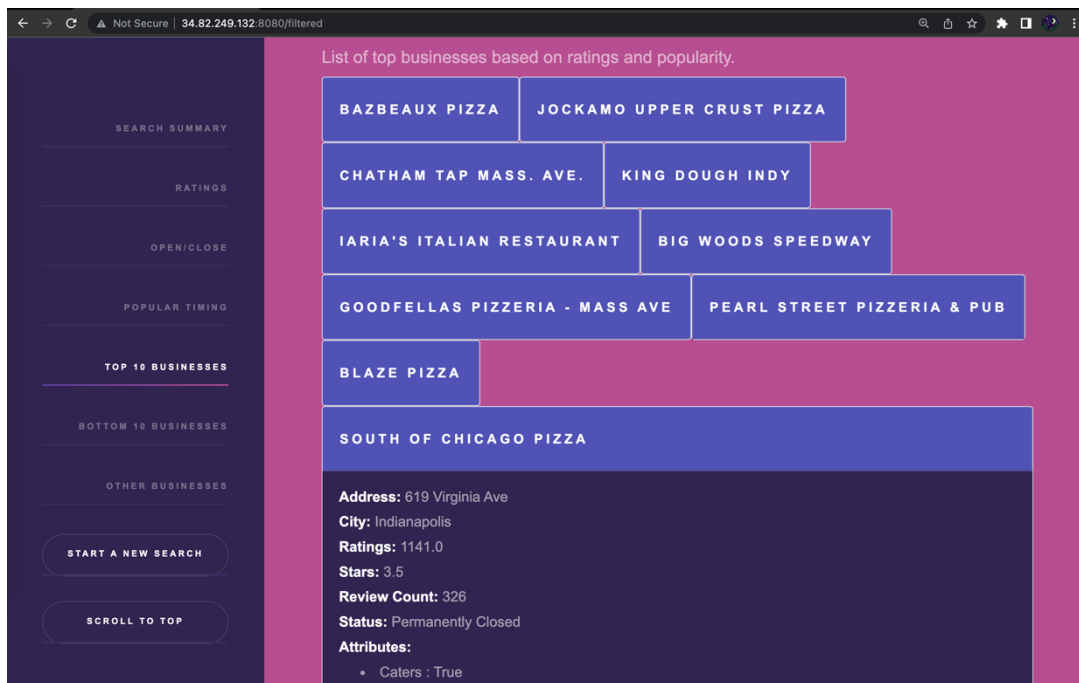 Not Secure | 34.82.249.132:8080/filtered
List of top businesses based on ratings and popularity.
SEARCH SUMMARY
RATINGS
OPEN/CLOSE
POPULAR TIMING
TOP 10 BUSINESSES
BOTTOM 10 BUSINESSES
OTHER BUSINESSES
START A NEW SEARCH
SCROLL TO TOP
BAZBEAUX PIZZA
JOCKAMO UPPER CRUST PIZZA
CHATHAM TAP MASS. AVE.
KING DOUGH INDY
IARIA'S ITALIAN RESTAURANT
BIG WOODS SPEEDWAY
GOODFELLAS PIZZERIA - MASS AVE
PEARL STREET PIZZERIA & PUB
BLAZE PIZZA
SOUTH OF CHICAGO PIZZA
Address: 619 Virginia Ave
City: Indianapolis
Ratings: 1141.0
Stars: 3.5
Review Count: 326
Status: Permanently Closed
Attributes:
• Caters : True